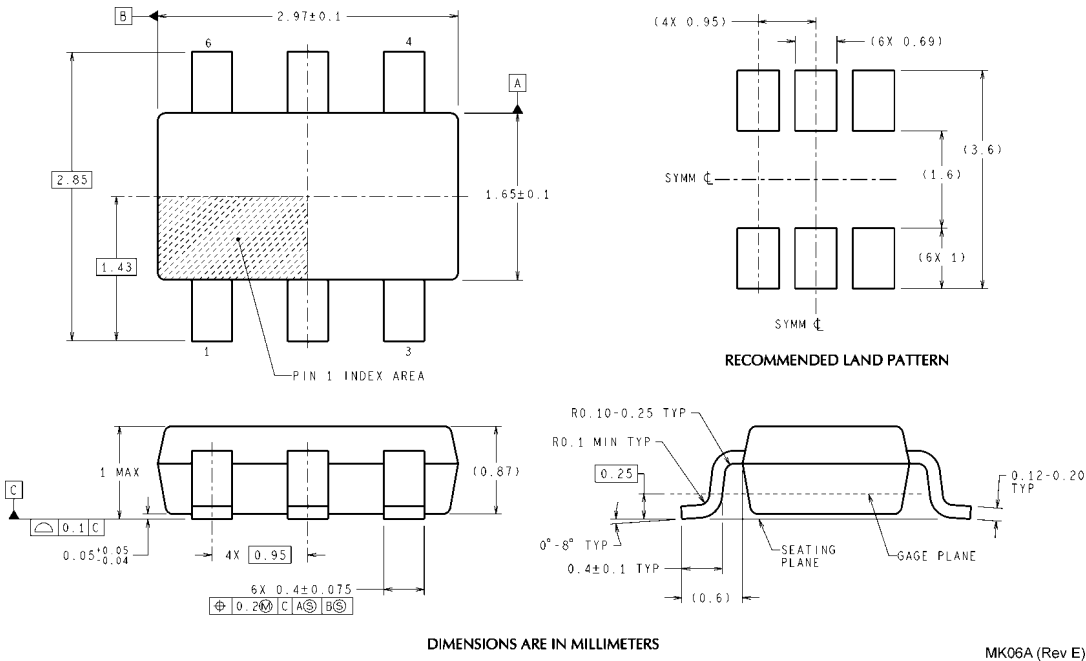 B
2.97±0.1
6
4
A
2.85
1.65±0.1
1.43
1
3
PIN 1 INDEX AREA
(4X 0.95)
(6X 0.69)
(3.6)
(1.6)
SYMM ℄
(6X 1)
SYMM ℄
RECOMMENDED LAND PATTERN
1 MAX
(0.87)
C
⌓ 0.1 C
0.05 +0.05 -0.04
4X 0.95
6X 0.4±0.075
⌖ 0.2Ⓜ C AⓈ BⓈ
R0.10-0.25 TYP
R0.1 MIN TYP
0.25
0.12-0.20
TYP
0°-8° TYP
SEATING
PLANE
GAGE PLANE
0.4±0.1 TYP
(0.6)
DIMENSIONS ARE IN MILLIMETERS
MK06A (Rev E)